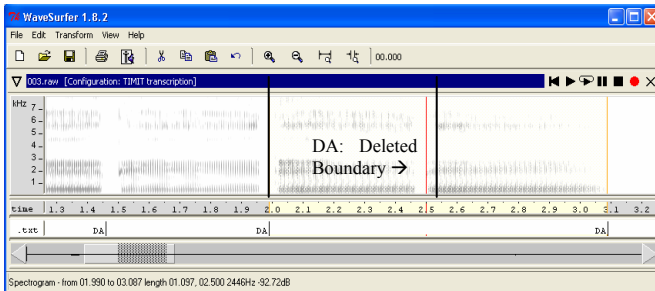 WaveSurfer 1.8.2
File Edit Transform View Help
00.000
003.raw [Configuration: TIMIT transcription]
kHz 7
6
5
4
3
2
1
DA: Deleted
Boundary →
time 1.3 1.4 1.5 1.6 1.7 1.8 1.9 2.0 2.1 2.2 2.3 2.4 2.5 2.6 2.7 2.8 2.9 3.0 3.1 3.2
.txt DA DA DA
Spectrogram - from 01.990 to 03.087 length 01.097, 02.500 2446Hz -92.72dB